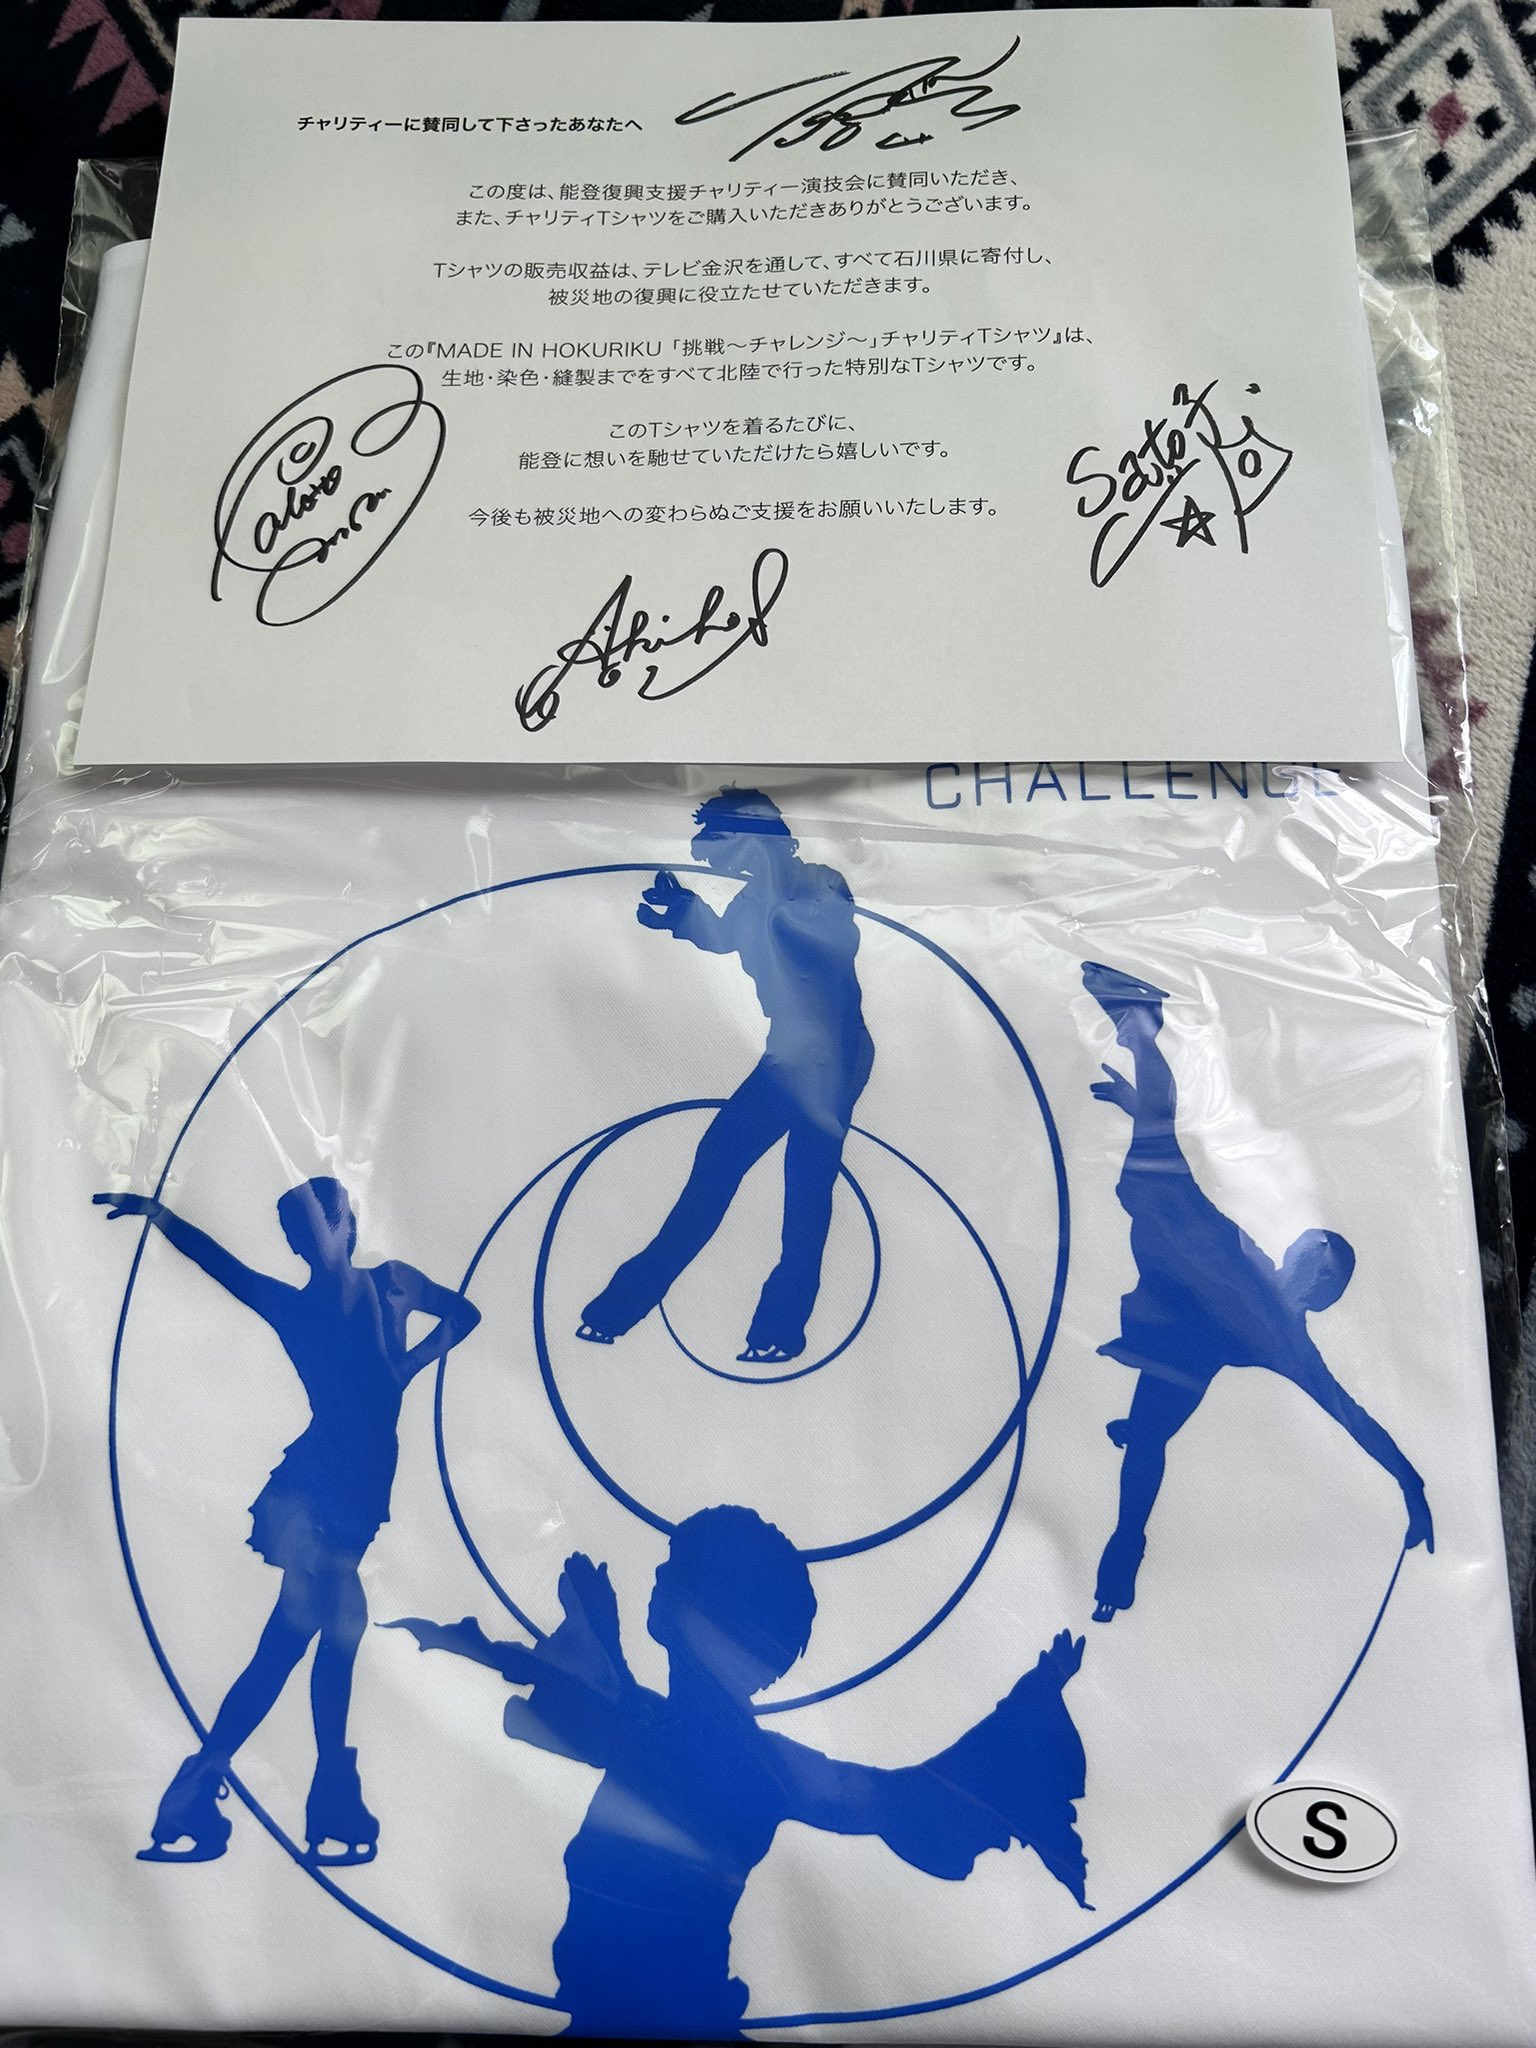 チャリティーに賛同して下さったあなたへ
この度は、能登復興支援チャリティー演技会に賛同いただき、
また、チャリティTシャツをご購入いただきありがとうございます。
Tシャツの販売収益は、テレビ金沢を通して、すべて石川県に寄付し、
被災地の復興に役立たせていただきます。
この『MADE IN HOKURIKU 「挑戦〜チャレンジ〜」チャリティTシャツ』は、
生地・染色・縫製までをすべて北陸で行った特別なTシャツです。
このTシャツを着るたびに、
能登に想いを馳せていただけたら嬉しいです。
今後も被災地への変わらぬご支援をお願いいたします。
Satoko
Akiko
CHALLENGE
S